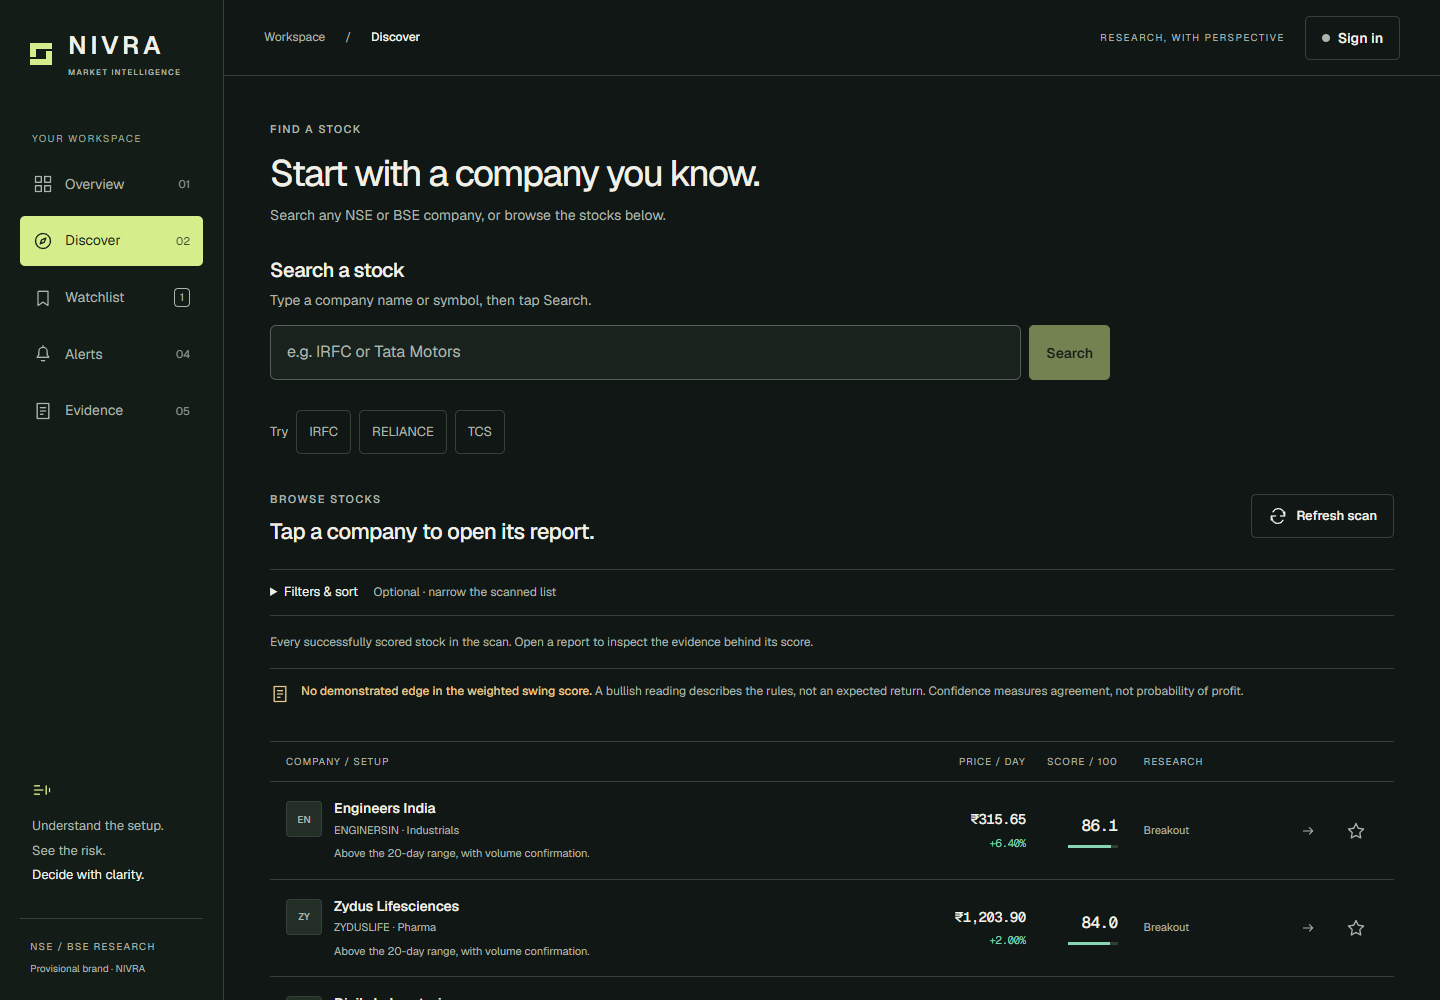 NIVRA
MARKET INTELLIGENCE
YOUR WORKSPACE
Overview 01
Discover 02
Watchlist 1
Alerts 04
Evidence 05
Understand the setup.
See the risk.
Decide with clarity.
NSE / BSE RESEARCH
Provisional brand · NIVRA
Workspace / Discover
RESEARCH, WITH PERSPECTIVE
Sign in
FIND A STOCK
Start with a company you know.
Search any NSE or BSE company, or browse the stocks below.
Search a stock
Type a company name or symbol, then tap Search.
e.g. IRFC or Tata Motors
Search
Try IRFC RELIANCE TCS
BROWSE STOCKS
Tap a company to open its report.
Refresh scan
Filters & sort Optional · narrow the scanned list
Every successfully scored stock in the scan. Open a report to inspect the evidence behind its score.
No demonstrated edge in the weighted swing score. A bullish reading describes the rules, not an expected return. Confidence measures agreement, not probability of profit.
COMPANY / SETUP PRICE / DAY SCORE / 100 RESEARCH
EN
Engineers India
ENGINERSIN · Industrials
Above the 20-day range, with volume confirmation.
₹315.65
+6.40%
86.1
Breakout
ZY
Zydus Lifesciences
ZYDUSLIFE · Pharma
Above the 20-day range, with volume confirmation.
₹1,203.90
+2.00%
84.0
Breakout